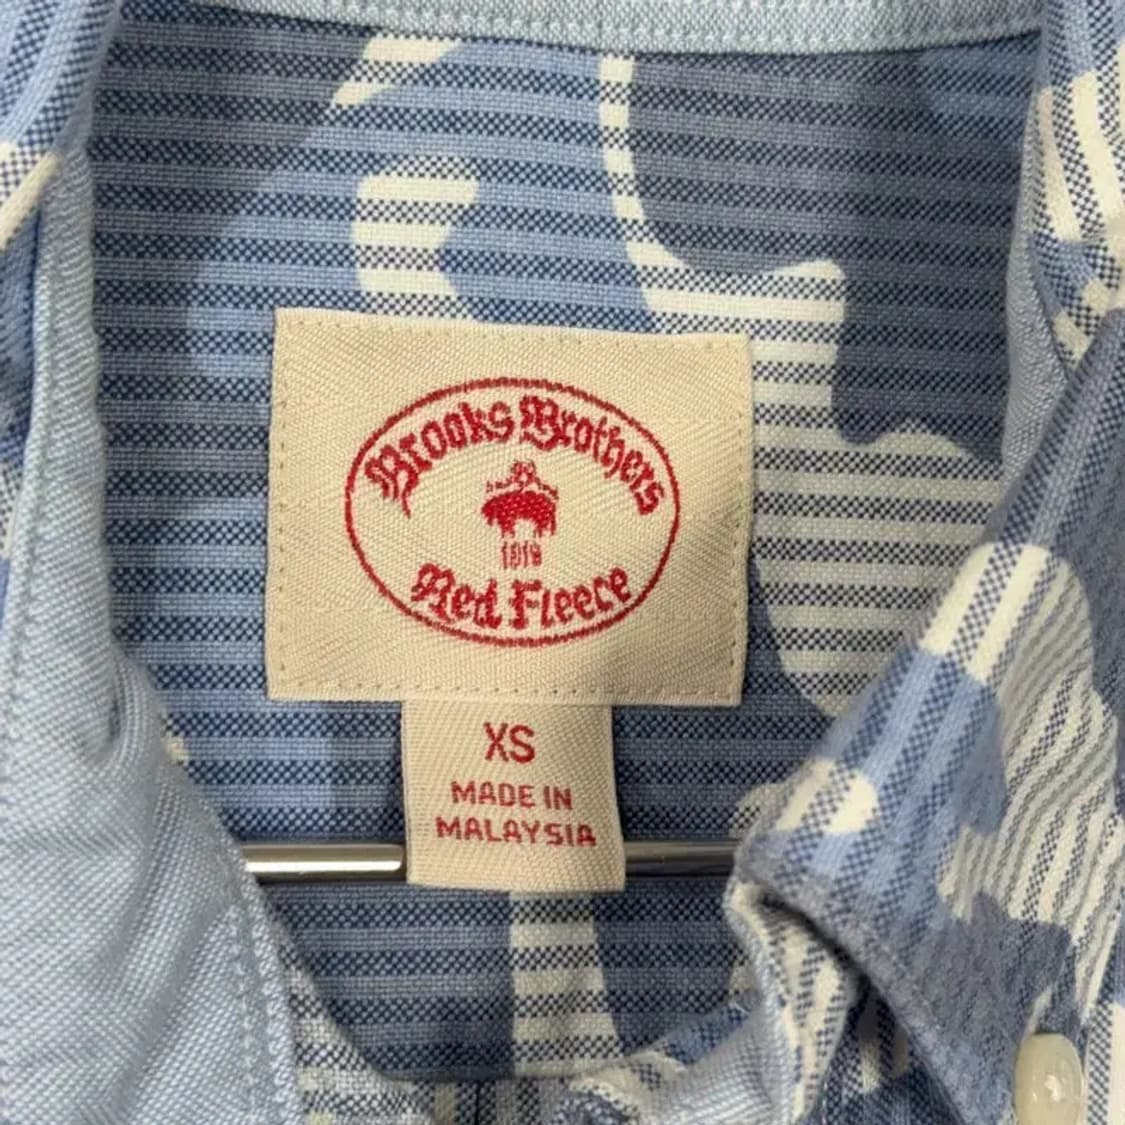 Brooks Brothers
1818
Red Fleece
XS
MADE IN
MALAYSIA